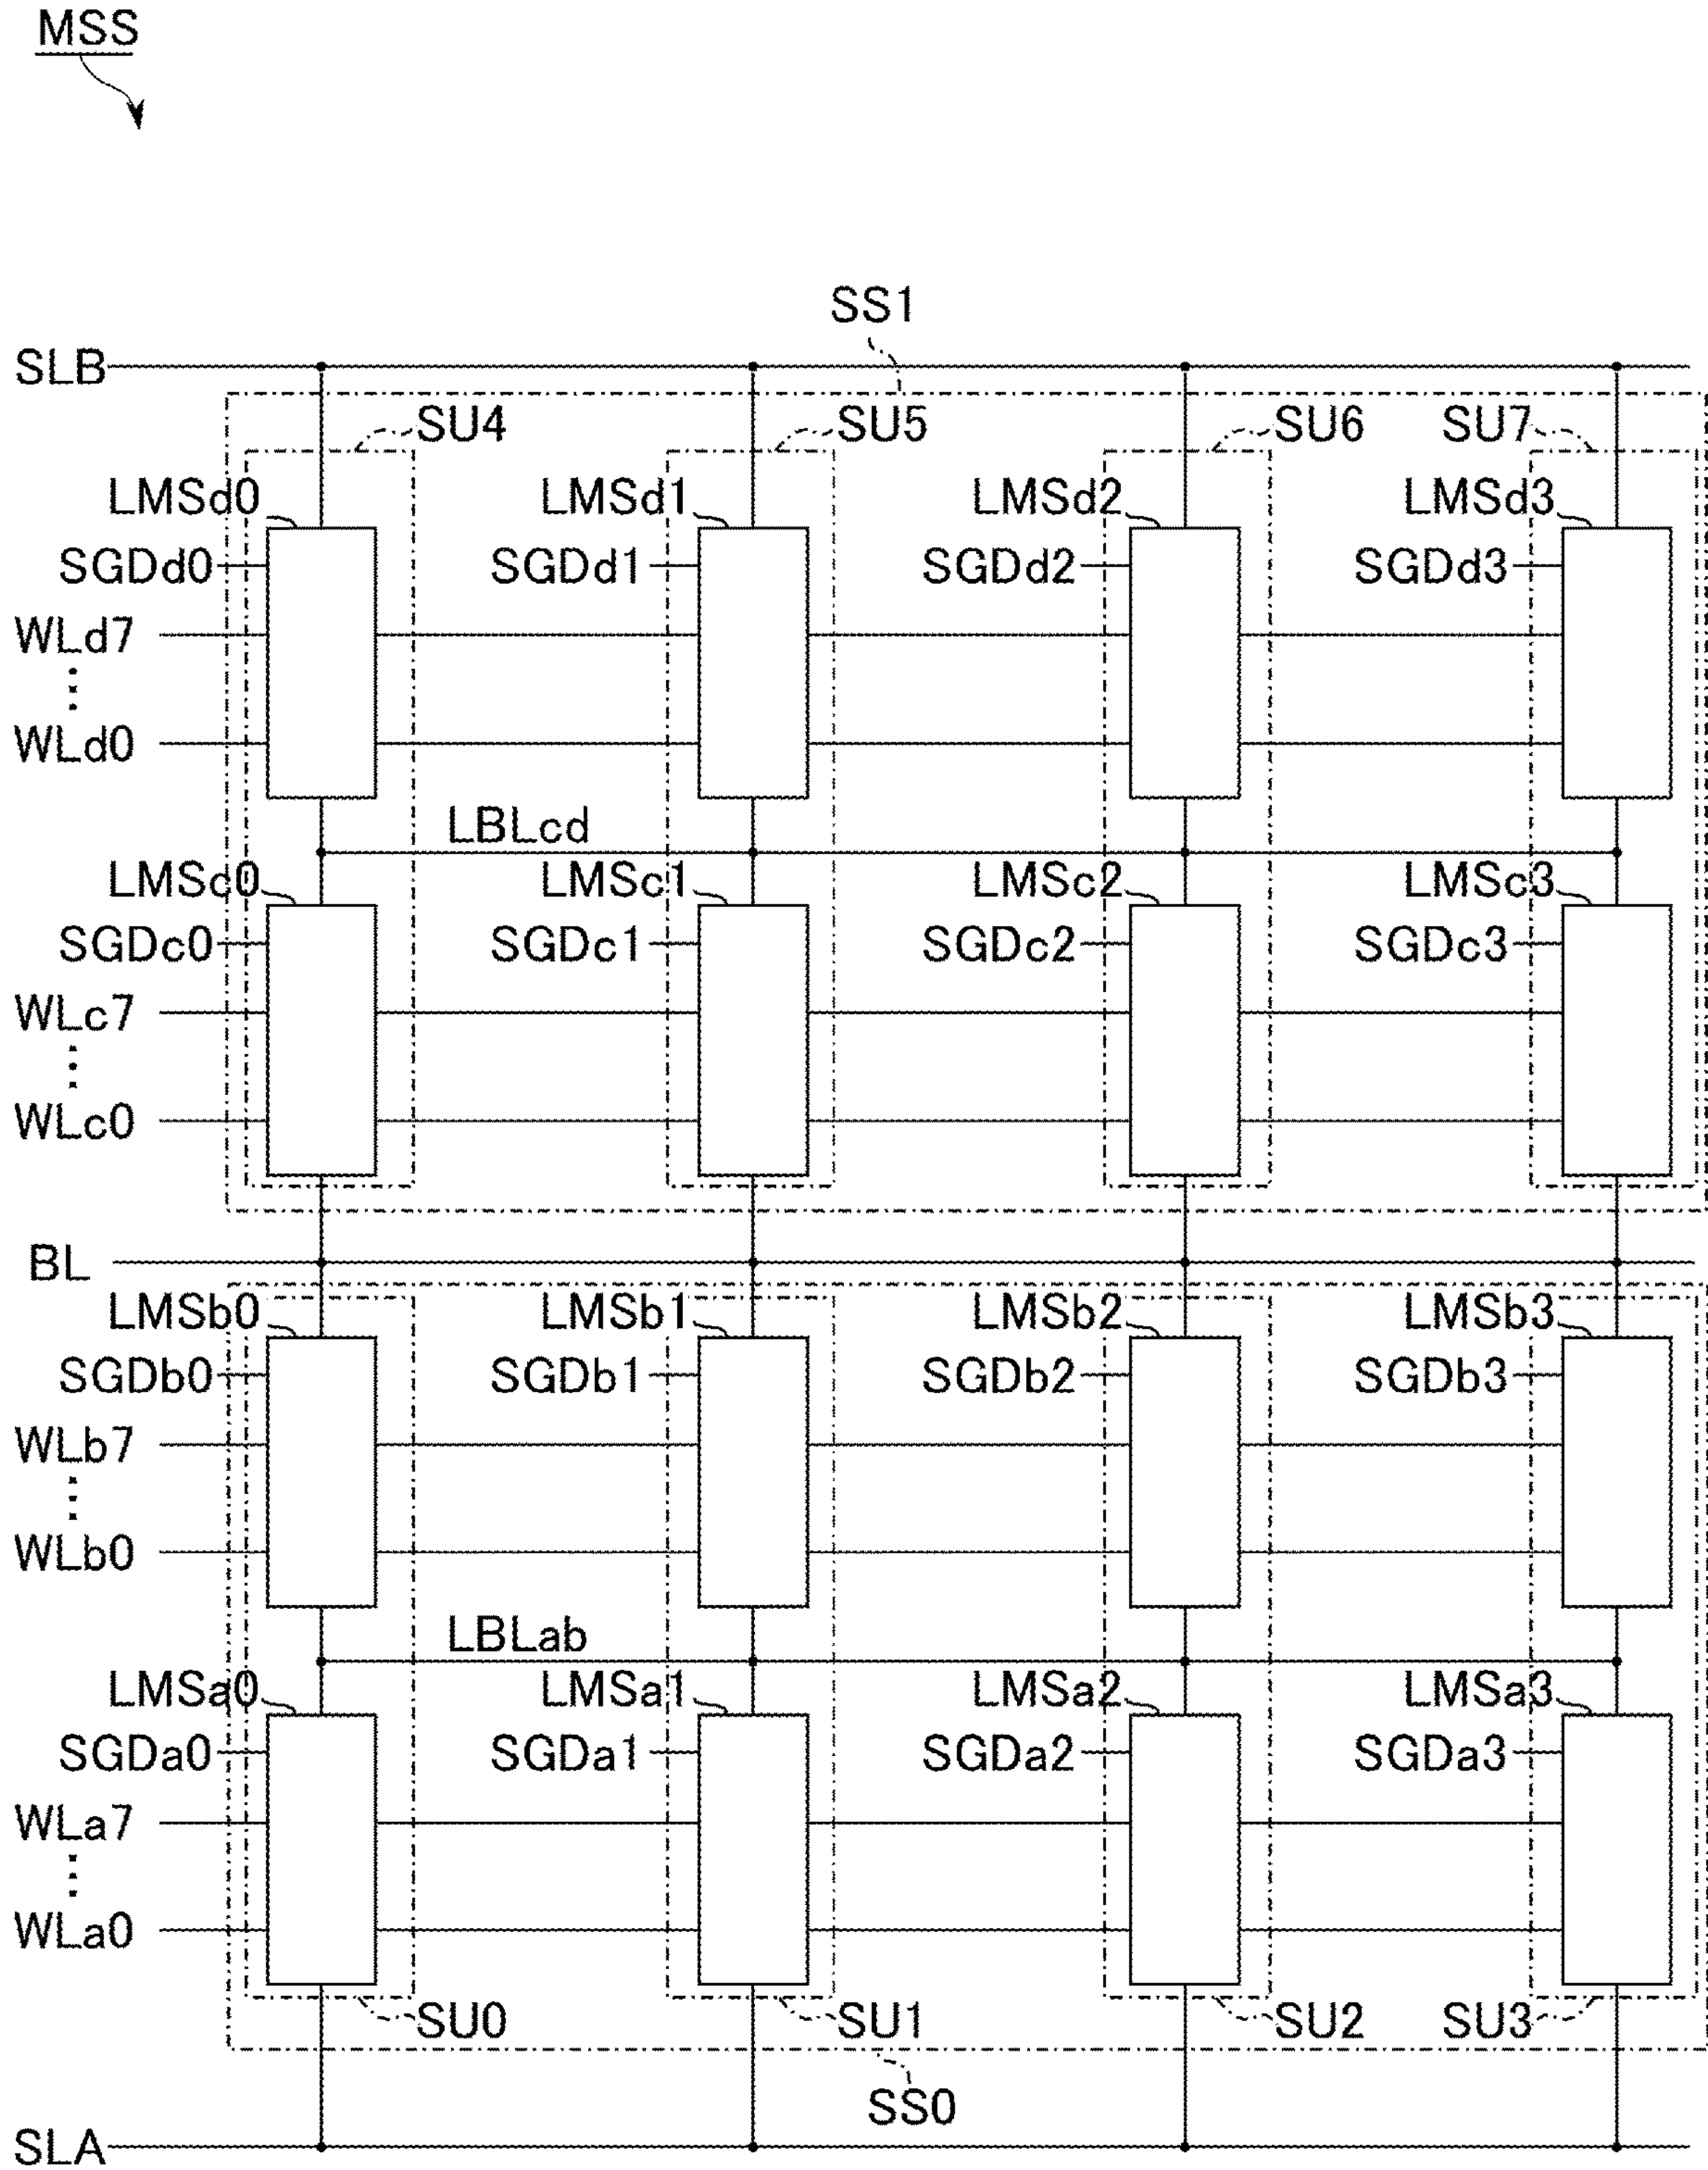 MSS
SS1
SLB
SU4 SU5 SU6 SU7
LMSd0 LMSd1 LMSd2 LMSd3
SGDd0 SGDd1 SGDd2 SGDd3
WLd7
WLd0
LBLcd
LMSc0 LMSc1 LMSc2 LMSc3
SGDc0 SGDc1 SGDc2 SGDc3
WLc7
WLc0
BL
LMSb0 LMSb1 LMSb2 LMSb3
SGDb0 SGDb1 SGDb2 SGDb3
WLb7
WLb0
LBLab
LMSa0 LMSa1 LMSa2 LMSa3
SGDa0 SGDa1 SGDa2 SGDa3
WLa7
WLa0
SU0 SU1 SU2 SU3
SS0
SLA